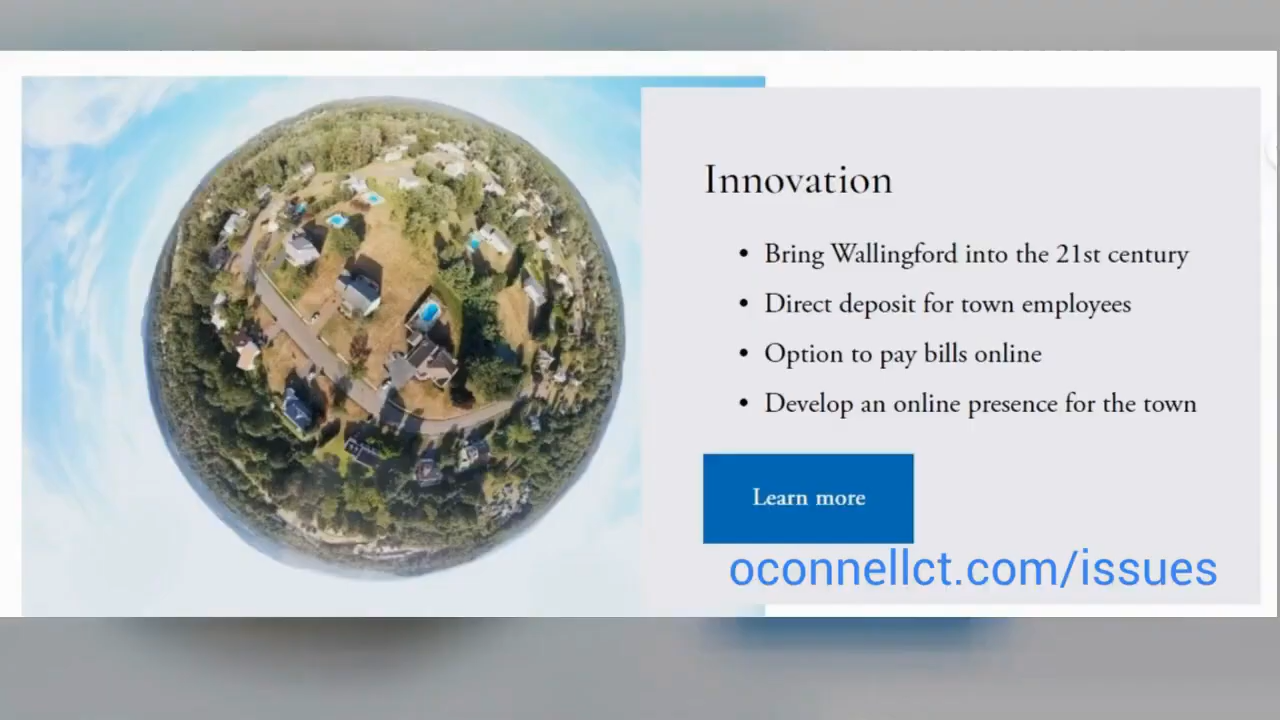 Innovation
• Bring Wallingford into the 21st century
• Direct deposit for town employees
• Option to pay bills online
• Develop an online presence for the town
Learn more
oconnellct.com/issues